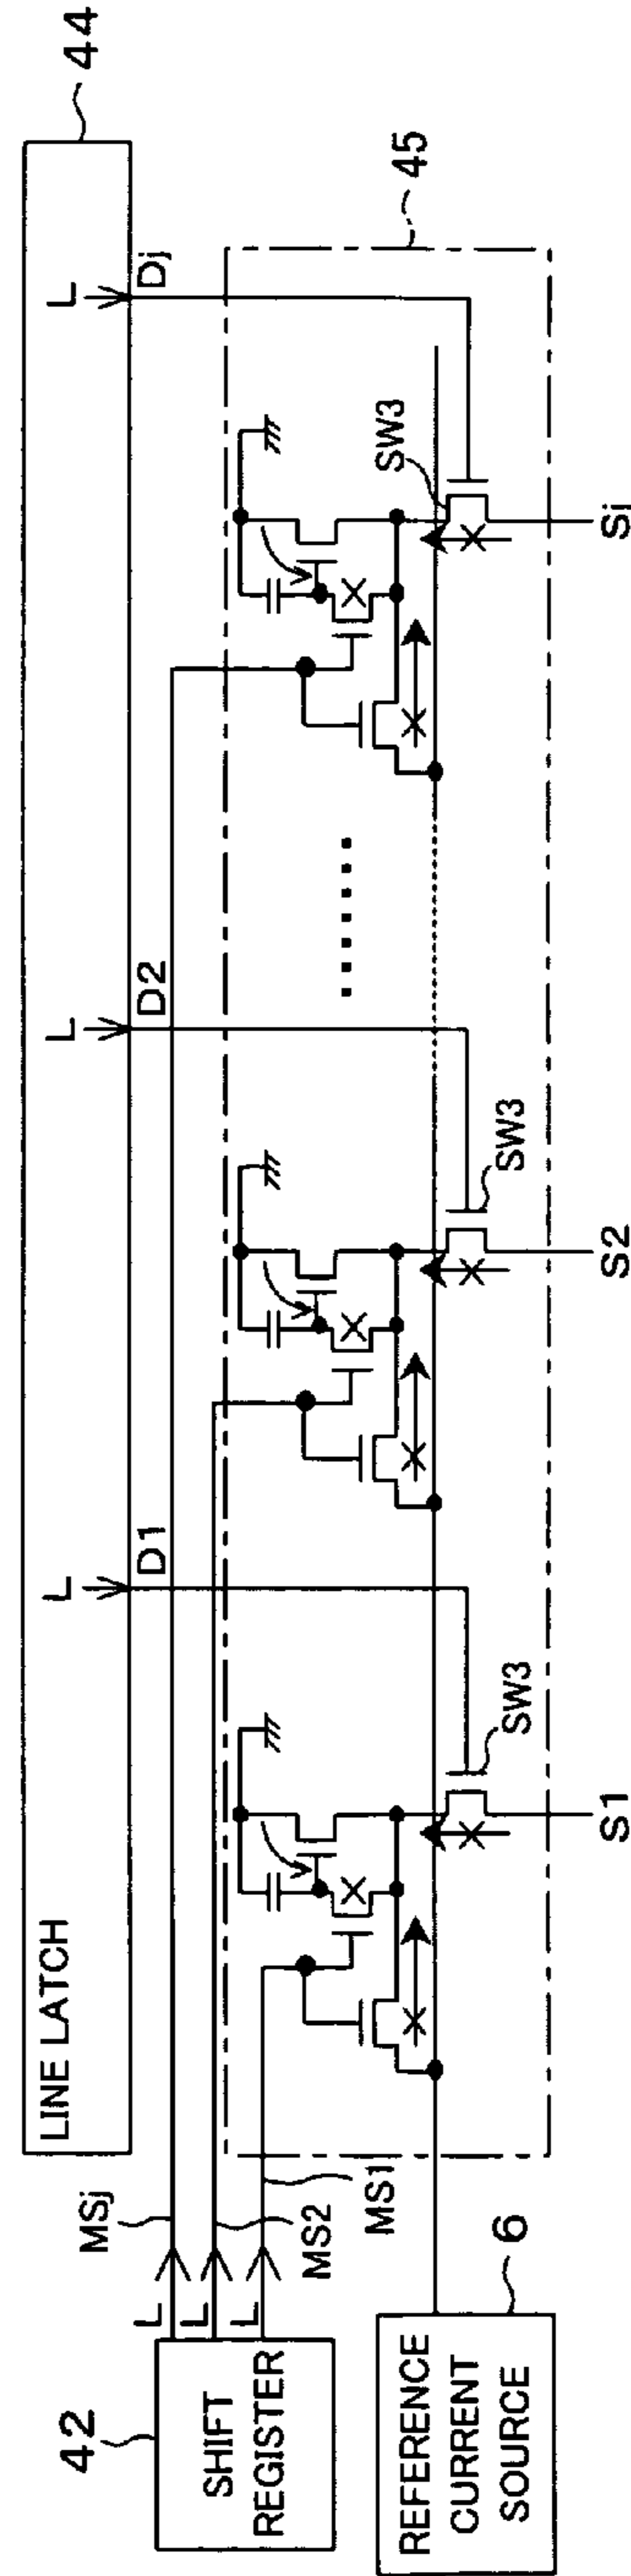 LINE LATCH
44
L
D1
L
D2
L
Dj
45
MSj
MS2
MS1
L
L
L
42
SHIFT
REGISTER
REFERENCE
CURRENT
SOURCE
6
SW3
SW3
SW3
S1
S2
Sj